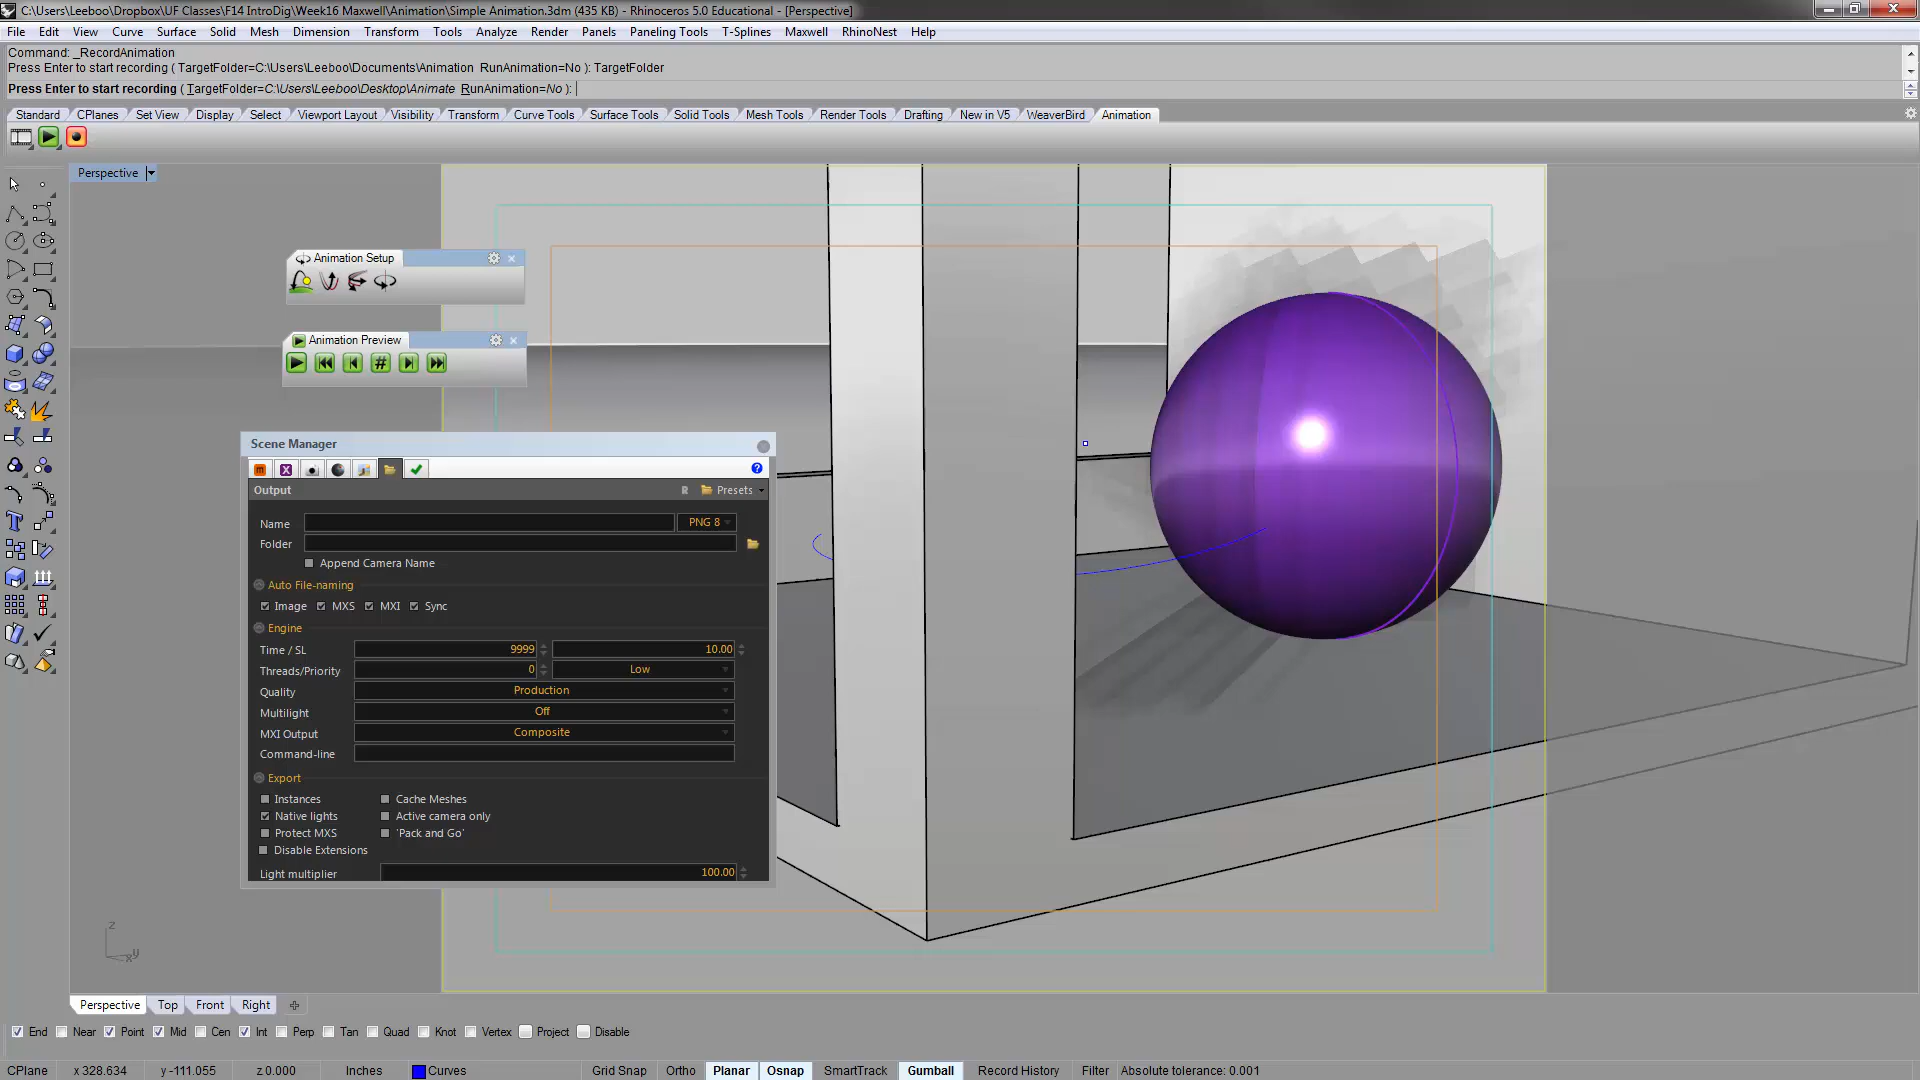 C:\Users\Leeboo\Dropbox\UF Classes\F14 IntroDig\Week16 Maxwell\Animation\Simple Animation.3dm (435 KB) - Rhinoceros 5.0 Educational - [Perspective]
File Edit View Curve Surface Solid Mesh Dimension Transform Tools Analyze Render Panels Paneling Tools T-Splines Maxwell RhinoNest Help
Command: _RecordAnimation
Press Enter to start recording ( TargetFolder=C:\Users\Leeboo\Documents\Animation RunAnimation=No ): TargetFolder
Press Enter to start recording ( TargetFolder=C:\Users\Leeboo\Desktop\Animate RunAnimation=No ):
Standard CPlanes Set View Display Select Viewport Layout Visibility Transform Curve Tools Surface Tools Solid Tools Mesh Tools Render Tools Drafting New in V5 WeaverBird Animation
Perspective
Animation Setup
Animation Preview
Scene Manager
Output R Presets
Name PNG 8
Folder
Append Camera Name
Auto File-naming
Image MXS MXI Sync
Engine
Time / SL 9999 10.00
Threads/Priority 0 Low
Quality Production
Multilight Off
MXI Output Composite
Command-line
Export
Instances Cache Meshes
Native lights Active camera only
Protect MXS 'Pack and Go'
Disable Extensions
Light multiplier 100.00
z
x y
Perspective Top Front Right
End Near Point Mid Cen Int Perp Tan Quad Knot Vertex Project Disable
CPlane x 328.634 y -111.055 z 0.000 Inches Curves Grid Snap Ortho Planar Osnap SmartTrack Gumball Record History Filter Absolute tolerance: 0.001